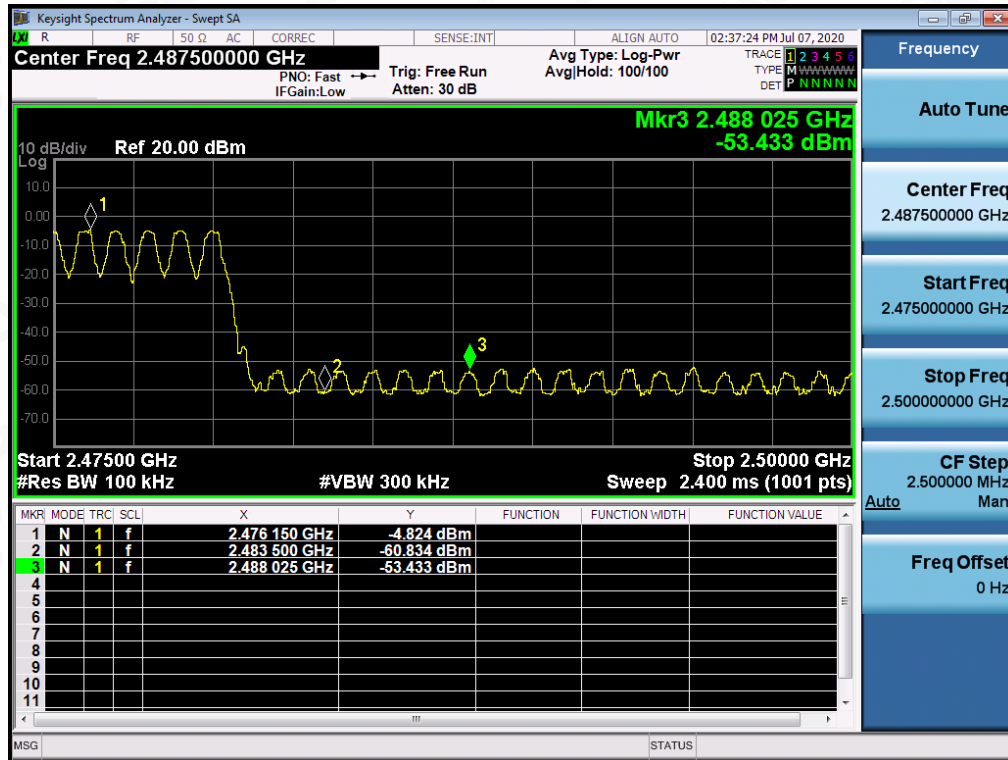 Keysight Spectrum Analyzer - Swept SA
LXI R RF 50 Ω AC CORREC SENSE:INT ALIGN AUTO 02:37:24 PM Jul 07, 2020
Center Freq 2.487500000 GHz
PNO: Fast
IFGain:Low
Trig: Free Run
Atten: 30 dB
Avg Type: Log-Pwr
Avg|Hold: 100/100
TRACE 1 2 3 4 5 6
TYPE M W W W W W
DET P N N N N N
Mkr3 2.488 025 GHz
-53.433 dBm
10 dB/div Ref 20.00 dBm
Log
10.0
0.00
-10.0
-20.0
-30.0
-40.0
-50.0
-60.0
-70.0
1
2
3
Start 2.47500 GHz Stop 2.50000 GHz
#Res BW 100 kHz #VBW 300 kHz Sweep 2.400 ms (1001 pts)
MKR MODE TRC SCL X Y FUNCTION FUNCTION WIDTH FUNCTION VALUE
1 N 1 f 2.476 150 GHz -4.824 dBm
2 N 1 f 2.483 500 GHz -60.834 dBm
3 N 1 f 2.488 025 GHz -53.433 dBm
4
5
6
7
8
9
10
11
MSG STATUS
Frequency
Auto Tune
Center Freq
2.487500000 GHz
Start Freq
2.475000000 GHz
Stop Freq
2.500000000 GHz
CF Step
2.500000 MHz
Auto Man
Freq Offset
0 Hz